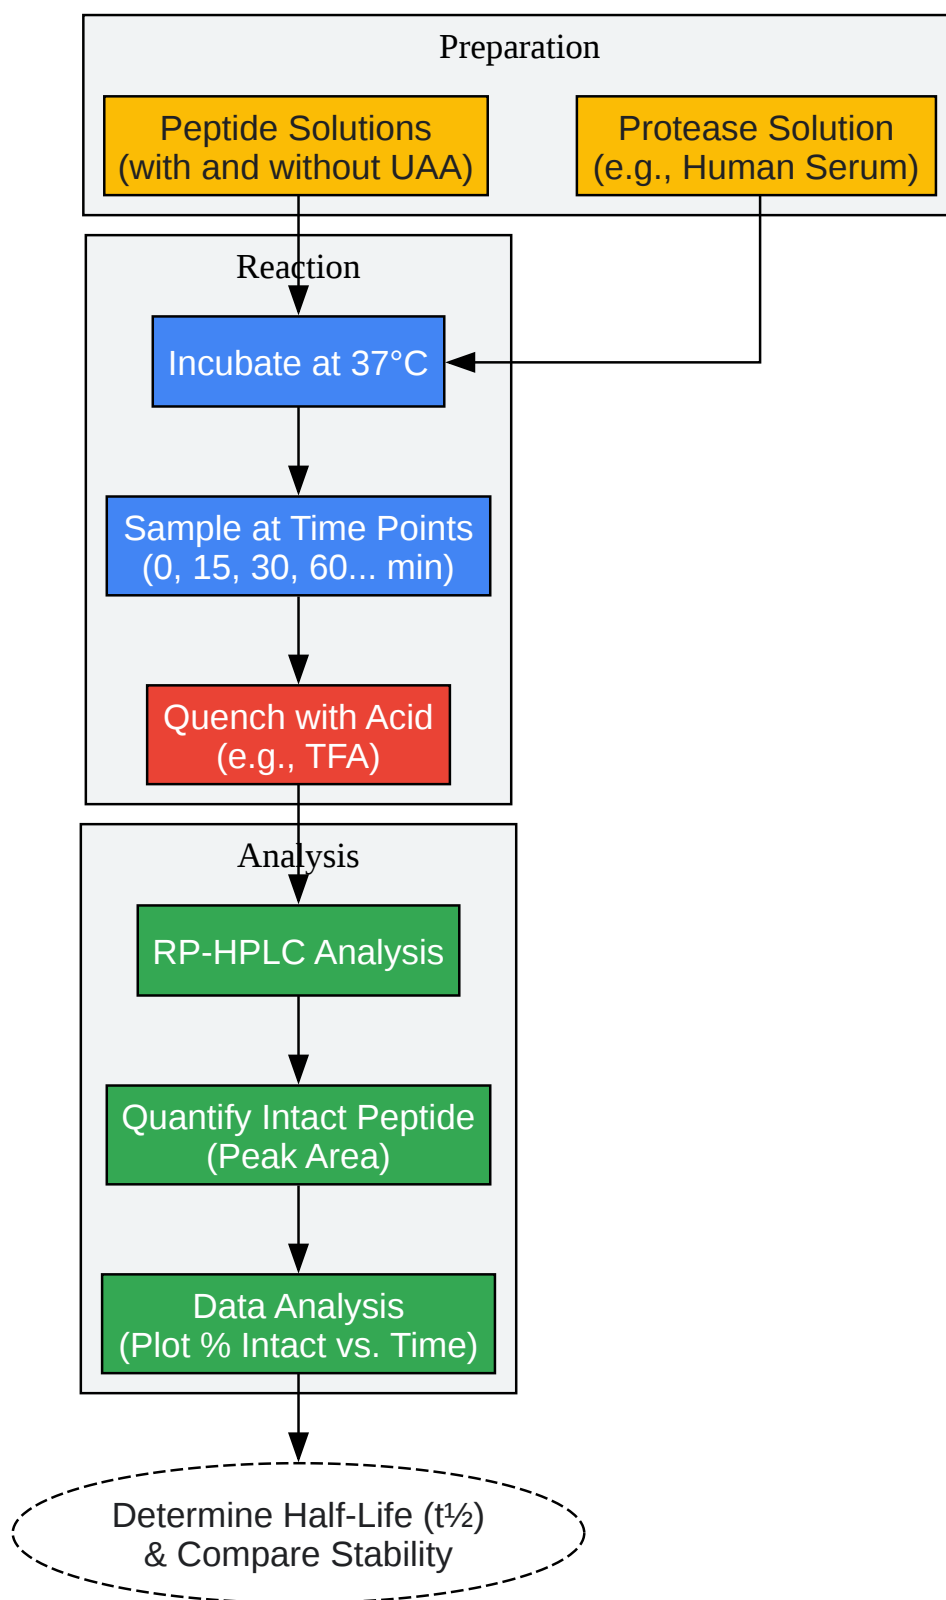 Preparation
Peptide Solutions
(with and without UAA)
Protease Solution
(e.g., Human Serum)
Reaction
Incubate at 37°C
Sample at Time Points
(0, 15, 30, 60... min)
Quench with Acid
(e.g., TFA)
Analysis
RP-HPLC Analysis
Quantify Intact Peptide
(Peak Area)
Data Analysis
(Plot % Intact vs. Time)
Determine Half-Life (t½)
& Compare Stability